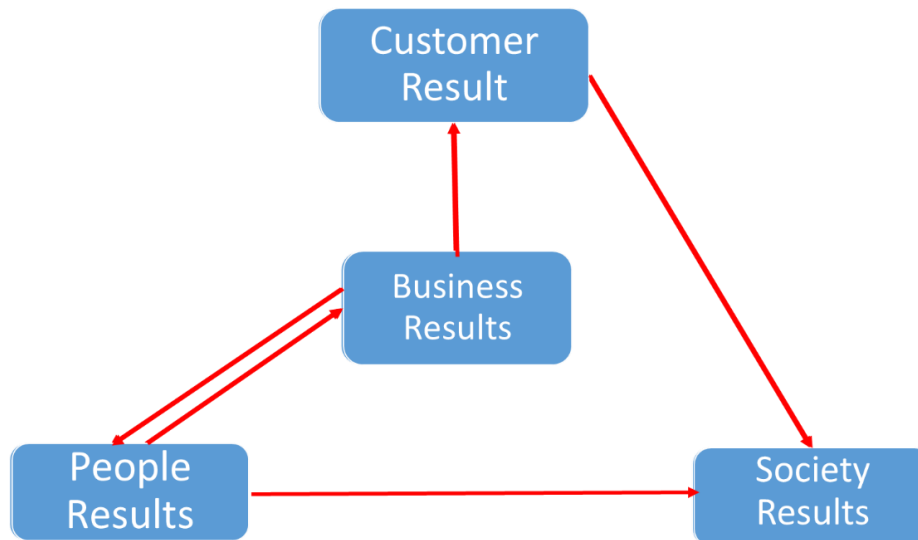 Customer
Result
Business
Results
People
Results
Society
Results